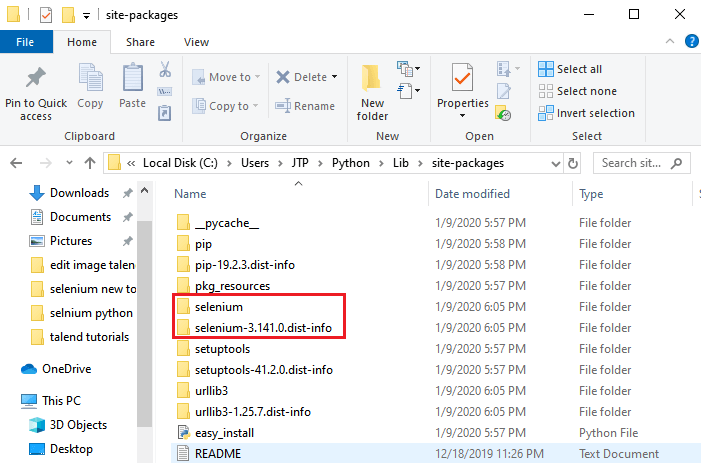 site-packages
File Home Share View
Pin to Quick access
Copy
Paste
Clipboard
Move to
Copy to
Delete
Rename
Organize
New folder
New
Properties
Open
Select all
Select none
Invert selection
Select
« Local Disk (C:) > Users > JTP > Python > Lib > site-packages
Search sit...
Downloads
Documents
Pictures
edit image talen
selenium new to
selnium python
talend tutorials
OneDrive
This PC
3D Objects
Desktop
Name Date modified Type
__pycache__ 1/9/2020 5:57 PM File folder
pip 1/9/2020 5:58 PM File folder
pip-19.2.3.dist-info 1/9/2020 5:58 PM File folder
pkg_resources 1/9/2020 5:57 PM File folder
selenium 1/9/2020 6:05 PM File folder
selenium-3.141.0.dist-info 1/9/2020 6:05 PM File folder
setuptools 1/9/2020 5:57 PM File folder
setuptools-41.2.0.dist-info 1/9/2020 5:57 PM File folder
urllib3 1/9/2020 6:05 PM File folder
urllib3-1.25.7.dist-info 1/9/2020 6:05 PM File folder
easy_install 1/9/2020 5:57 PM Python File
README 12/18/2019 11:26 PM Text Document